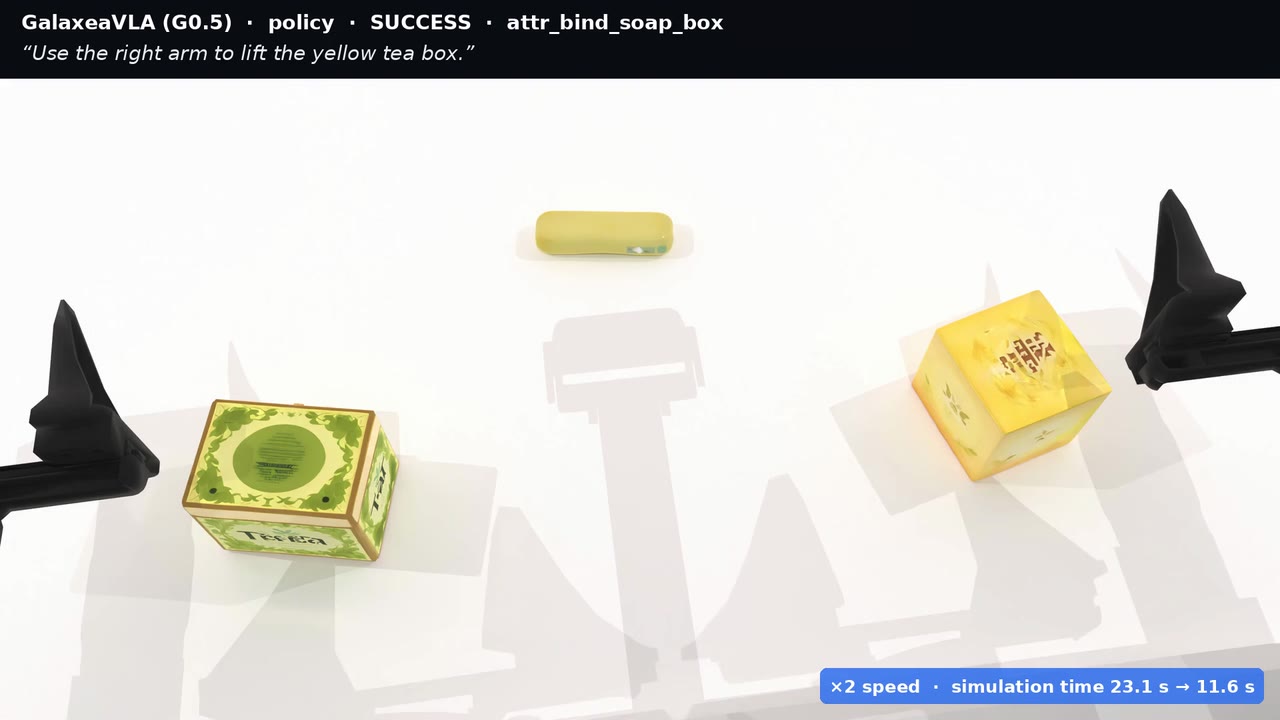 GalaxeaVLA (G0.5)  ·  policy  ·  SUCCESS  ·  attr_bind_soap_box
“Use the right arm to lift the yellow tea box.”
×2 speed  ·  simulation time 23.1 s → 11.6 s